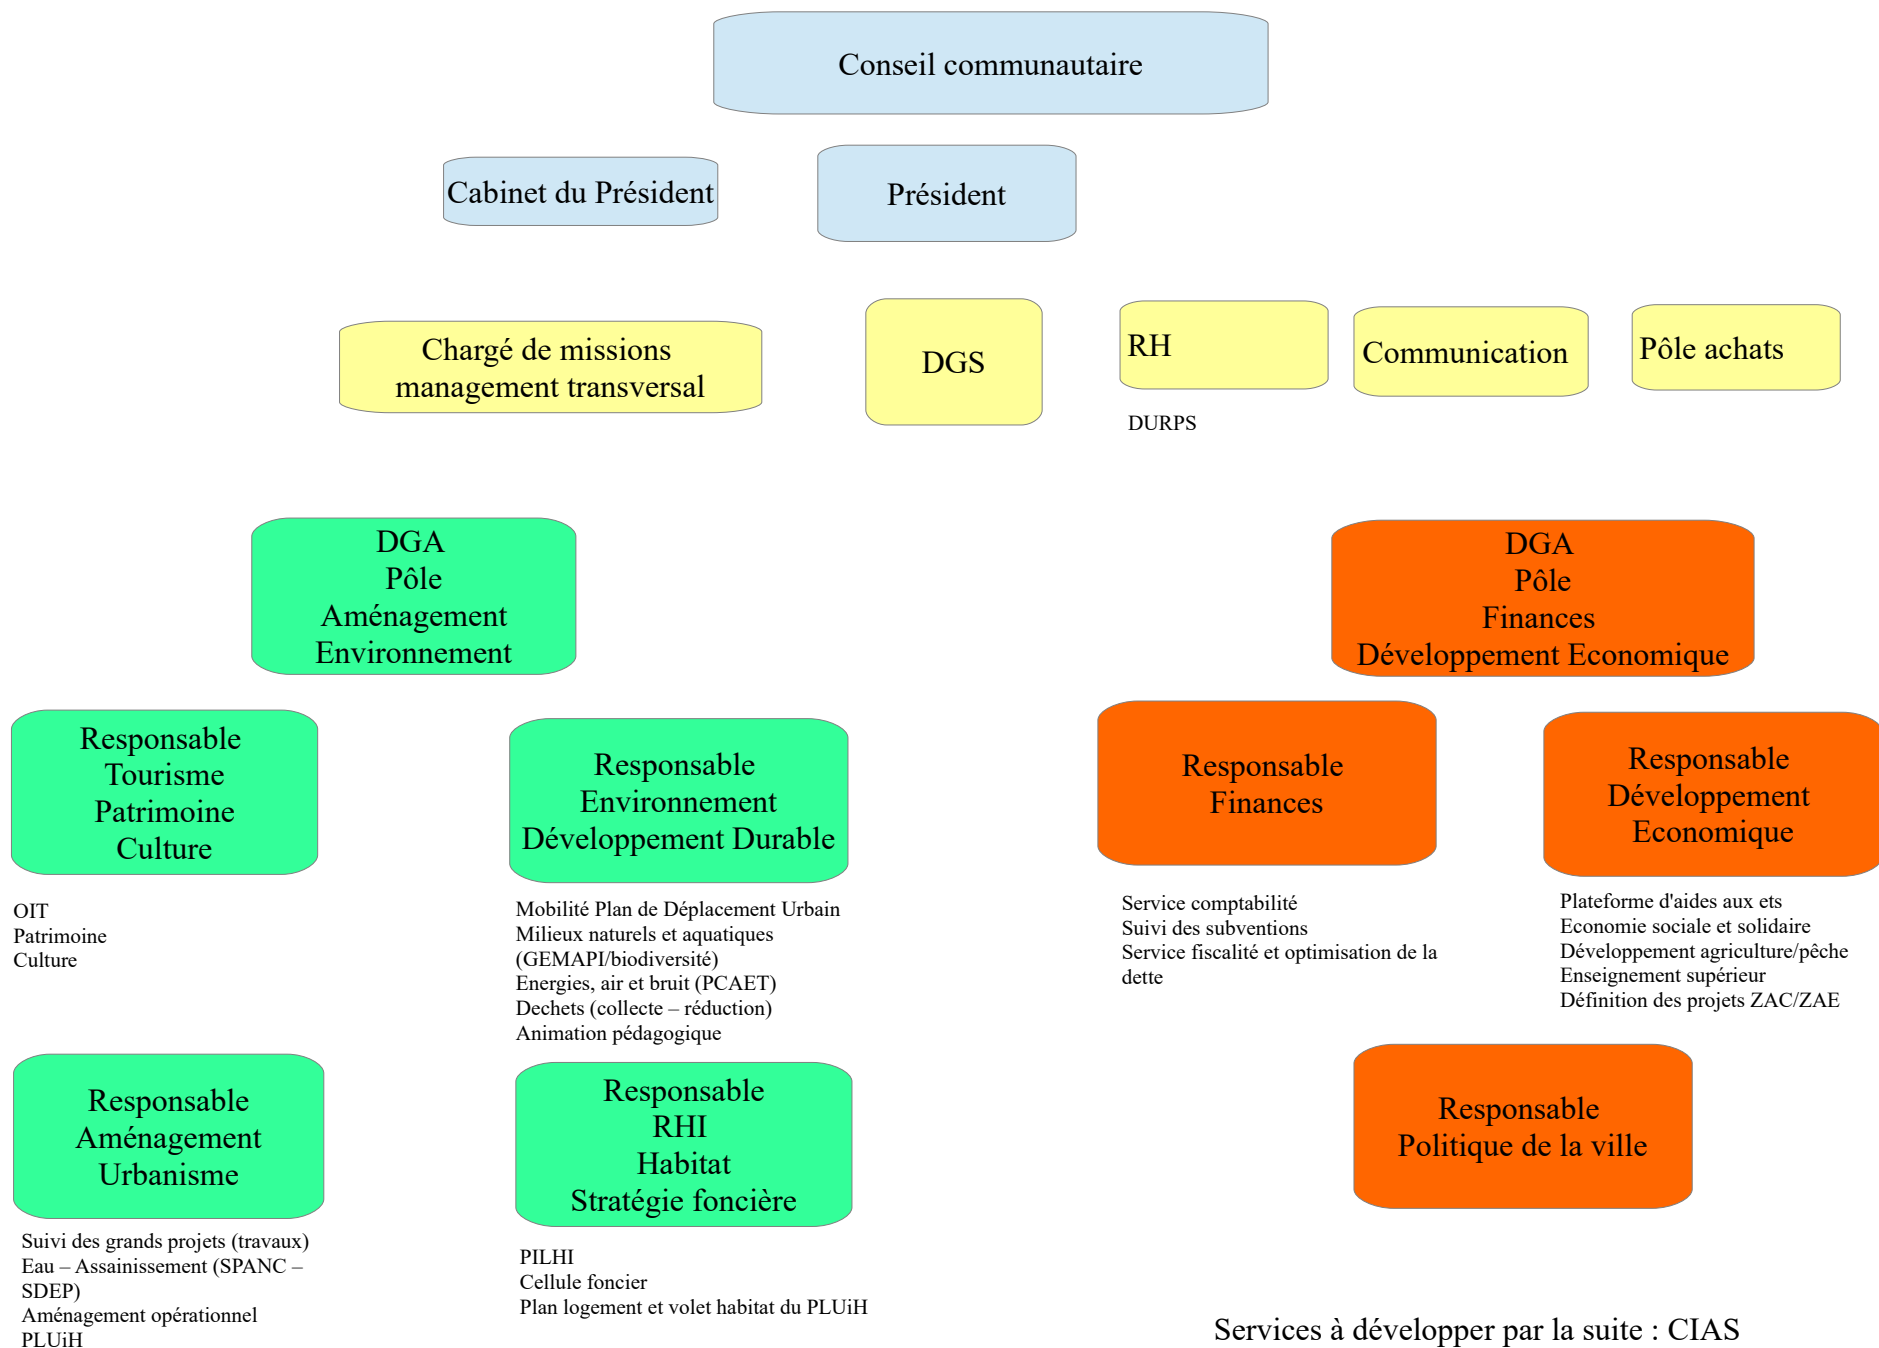 Conseil communautaire
Cabinet du Président
Président
Chargé de missions
management transversal
DGS
RH
Communication
Pôle achats
DURPS
DGA
Pôle
Aménagement
Environnement
DGA
Pôle
Finances
Développement Economique
Responsable
Tourisme
Patrimoine
Culture
Responsable
Environnement
Développement Durable
Responsable
Finances
Responsable
Développement
Economique
OIT
Patrimoine
Culture
Mobilité Plan de Déplacement Urbain
Milieux naturels et aquatiques
(GEMAPI/biodiversité)
Energies, air et bruit (PCAET)
Dechets (collecte – réduction)
Animation pédagogique
Service comptabilité
Suivi des subventions
Service fiscalité et optimisation de la
dette
Plateforme d'aides aux ets
Economie sociale et solidaire
Développement agriculture/pêche
Enseignement supérieur
Définition des projets ZAC/ZAE
Responsable
Aménagement
Urbanisme
Responsable
RHI
Habitat
Stratégie foncière
Responsable
Politique de la ville
Suivi des grands projets (travaux)
Eau – Assainissement (SPANC –
SDEP)
Aménagement opérationnel
PLUiH
PILHI
Cellule foncier
Plan logement et volet habitat du PLUiH
Services à développer par la suite : CIAS